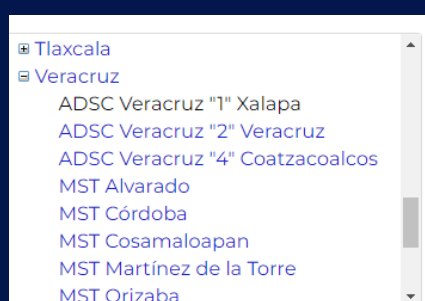 Tlaxcala
Veracruz
ADSC Veracruz "1" Xalapa
ADSC Veracruz "2" Veracruz
ADSC Veracruz "4" Coatzacoalcos
MST Alvarado
MST Córdoba
MST Cosamaloapan
MST Martínez de la Torre
MST Orizaba